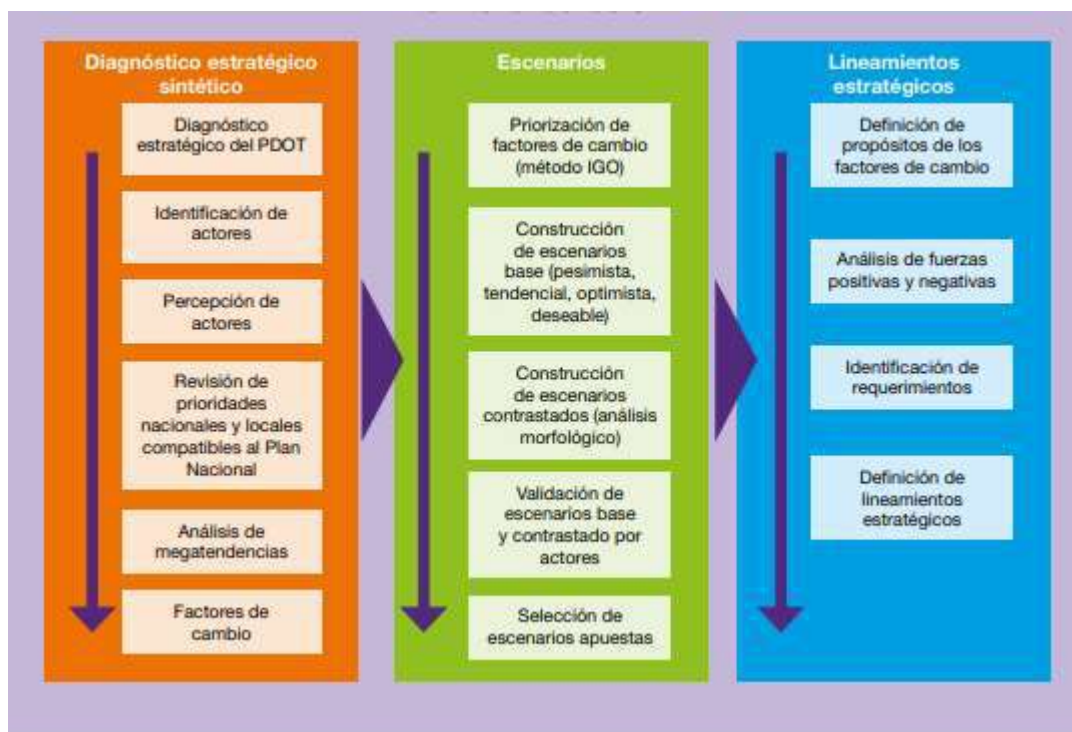 Diagnóstico estratégico
sintético
Diagnóstico
estratégico del PDOT
Identificación de
actores
Percepción de
actores
Revisión de
prioridades
nacionales y locales
compatibles al Plan
Nacional
Análisis de
megatendencias
Factores de
cambio
Escenarios
Priorización de
factores de cambio
(método IGO)
Construcción
de escenarios
base (pesimista,
tendencial, optimista,
deseable)
Construcción
de escenarios
contrastados (análisis
morfológico)
Validación de
escenarios base
y contrastado por
actores
Selección de
escenarios apuestas
Lineamientos
estratégicos
Definición de
propósitos de los
factores de cambio
Análisis de fuerzas
positivas y negativas
Identificación de
requerimientos
Definición de
lineamientos
estratégicos